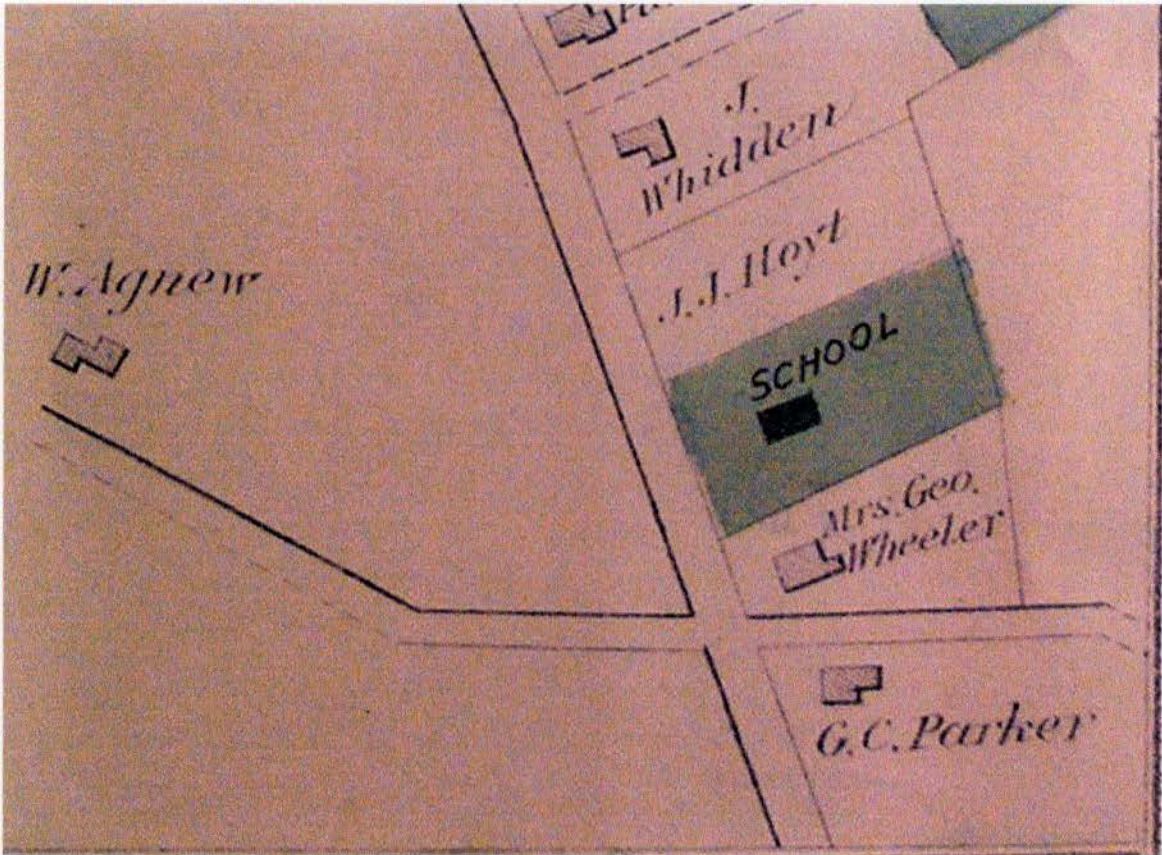 J.
Whidden
J.J. Hoyt
W. Agnew
SCHOOL
Mrs. Geo.
Wheeler
G.C. Parker